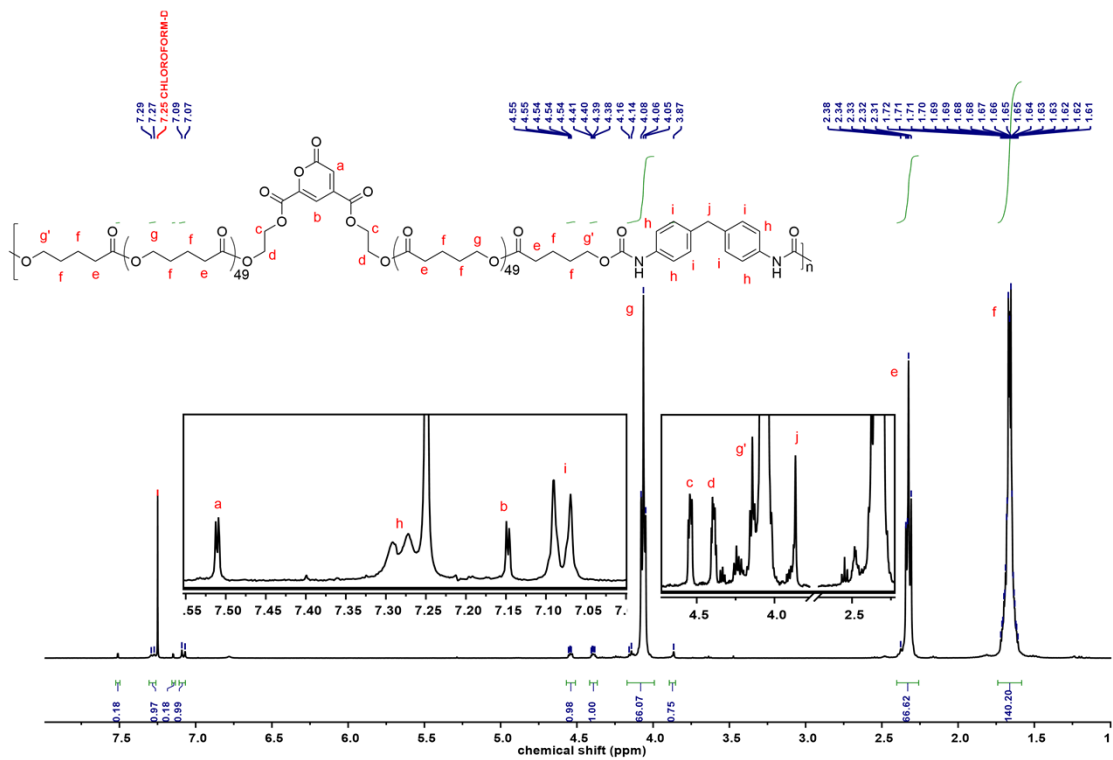 7.29
7.27
7.25 CHLOROFORM-D
7.09
7.07
4.55
4.55
4.54
4.54
4.54
4.41
4.40
4.39
4.38
4.16
4.14
4.08
4.06
4.05
3.87
2.38
2.34
2.33
2.32
2.31
1.72
1.71
1.71
1.70
1.69
1.69
1.68
1.68
1.67
1.66
1.65
1.65
1.64
1.63
1.63
1.62
1.62
1.61
O O a
O O O b O O
c c
d d
g' f O g f O O O f g O f g' O h i j i h O
O f e O f e 49 O O e f O 49 e f O N H h i i h N H n
g
f
e
a
h
b
i
c
d
g'
j
.55 7.50 7.45 7.40 7.35 7.30 7.25 7.20 7.15 7.10 7.05 7.0
4.5 4.0 2.5
0.18
0.97
0.18
0.99
0.98
1.00
66.07
0.75
66.62
140.20
7.5 7.0 6.5 6.0 5.5 5.0 4.5 4.0 3.5 3.0 2.5 2.0 1.5 1
chemical shift (ppm)